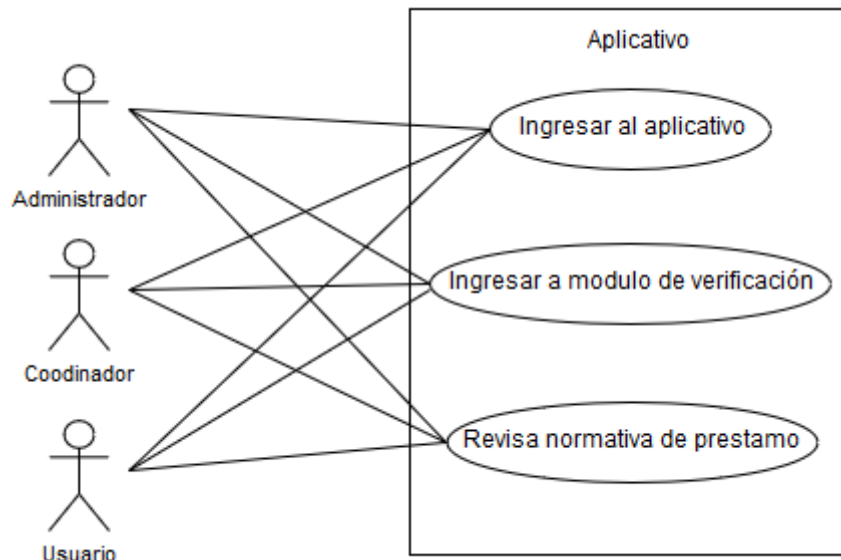 Aplicativo
Ingresar al aplicativo
Administrador
Ingresar a modulo de verificación
Coodinador
Revisa normativa de prestamo
Usuario